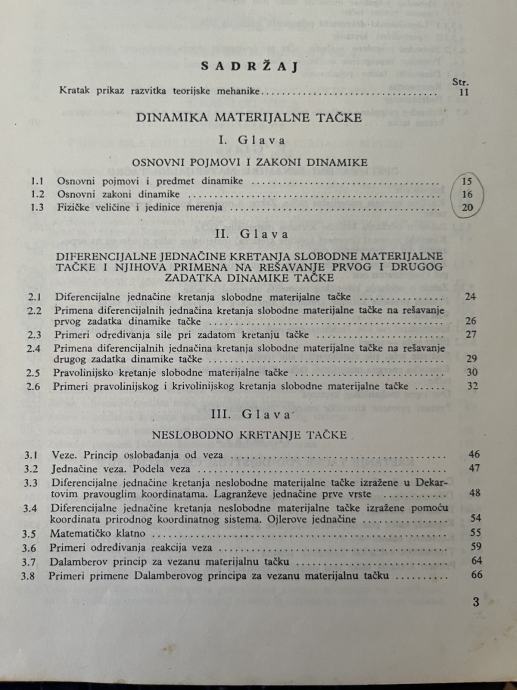 SADRŽAJ
Str.
Kratak prikaz razvitka teorijske mehanike 11
DINAMIKA MATERIJALNE TAČKE
I. Glava
OSNOVNI POJMOVI I ZAKONI DINAMIKE
1.1 Osnovni pojmovi i predmet dinamike 15
1.2 Osnovni zakoni dinamike 16
1.3 Fizičke veličine i jedinice merenja 20
II. Glava
DIFERENCIJALNE JEDNAČINE KRETANJA SLOBODNE MATERIJALNE
TAČKE I NJIHOVA PRIMENA NA REŠAVANJE PRVOG I DRUGOG
ZADATKA DINAMIKE TAČKE
2.1 Diferencijalne jednačine kretanja slobodne materijalne tačke 24
2.2 Primena diferencijalnih jednačina kretanja slobodne materijalne tačke na rešavanje
prvog zadatka dinamike tačke 26
2.3 Primeri određivanja sile pri zadatom kretanju tačke 27
2.4 Primena diferencijalnih jednačina kretanja slobodne materijalne tačke na rešavanje
drugog zadatka dinamike tačke 29
2.5 Pravolinijsko kretanje slobodne materijalne tačke 30
2.6 Primeri pravolinijskog i krivolinijskog kretanja slobodne materijalne tačke 32
III. Glava
NESLOBODNO KRETANJE TAČKE
3.1 Veze. Princip oslobađanja od veza 46
3.2 Jednačine veza. Podela veza 47
3.3 Diferencijalne jednačine kretanja neslobodne materijalne tačke izražene u Dekar-
tovim pravouglim koordinatama. Lagranževe jednačine prve vrste 48
3.4 Diferencijalne jednačine kretanja neslobodne materijalne tačke izražene pomoću
koordinata prirodnog koordinatnog sistema. Ojlerove jednačine 54
3.5 Matematičko klatno 55
3.6 Primeri određivanja reakcija veza 59
3.7 Dalamberov princip za vezanu materijalnu tačku 64
3.8 Primeri primene Dalamberovog principa za vezanu materijalnu tačku 66
3